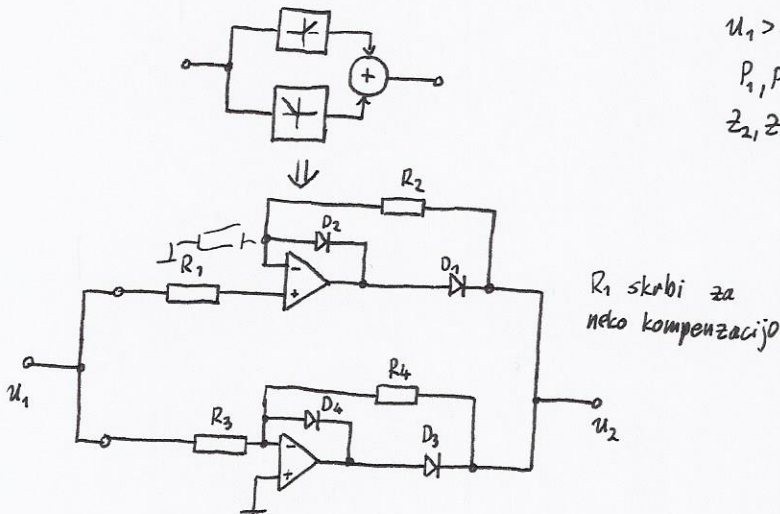 u₁ >
P₁, P
Z₂, Z
+
⇓
R₂
D₂
R₁
D₁
-
+
R₁ skrbi za
neko kompenzacijo
R₄
u₁
R₃
D₄
D₃
u₂
-
+